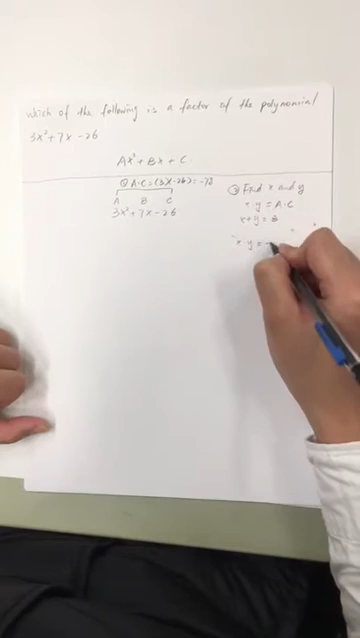 which of the following is a factor of the polynomial
3x²+7x-26
Ax²+Bx+C.
① A·C=(3)(-26)=-78
A B C
3x²+7x-26
② Find x and y
x·y = A·C
x+y = B
x·y = -